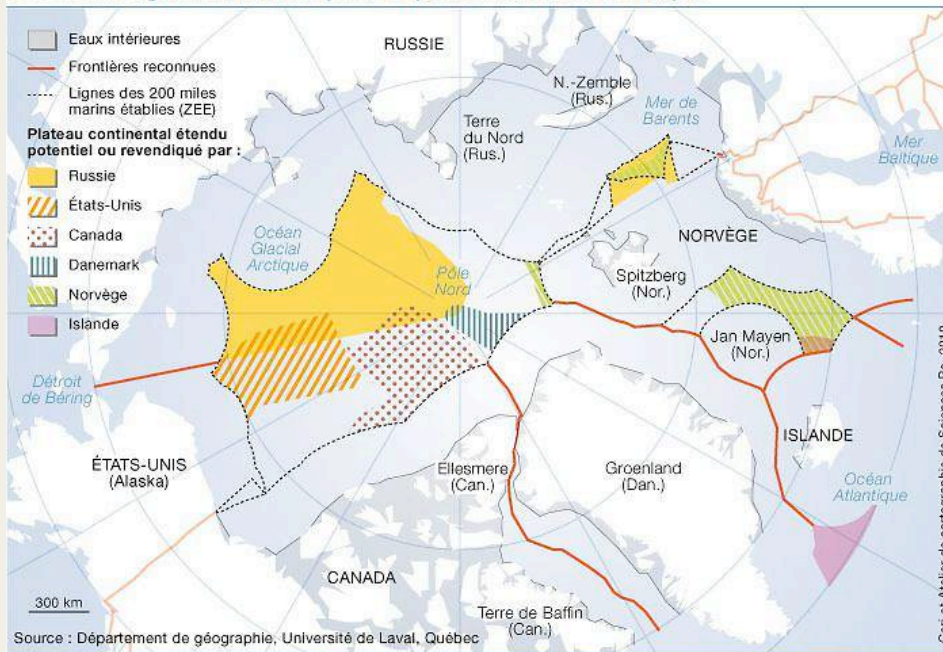 Eaux intérieures
Frontières reconnues
Lignes des 200 miles
marins établies (ZEE)
Plateau continental étendu
potentiel ou revendiqué par :
Russie
États-Unis
Canada
Danemark
Norvège
Islande
RUSSIE
N.-Zemble
(Rus.)
Mer de
Barents
Terre
du Nord
(Rus.)
Mer
Baltique
Océan
Glacial
Arctique
Pôle
Nord
NORVÈGE
Spitzberg
(Nor.)
Jan Mayen
(Nor.)
Détroit
de Béring
ISLANDE
ÉTATS-UNIS
(Alaska)
Ellesmere
(Can.)
Groenland
(Dan.)
Océan
Atlantique
CANADA
300 km
Terre de Baffin
(Can.)
Source : Département de géographie, Université de Laval, Québec